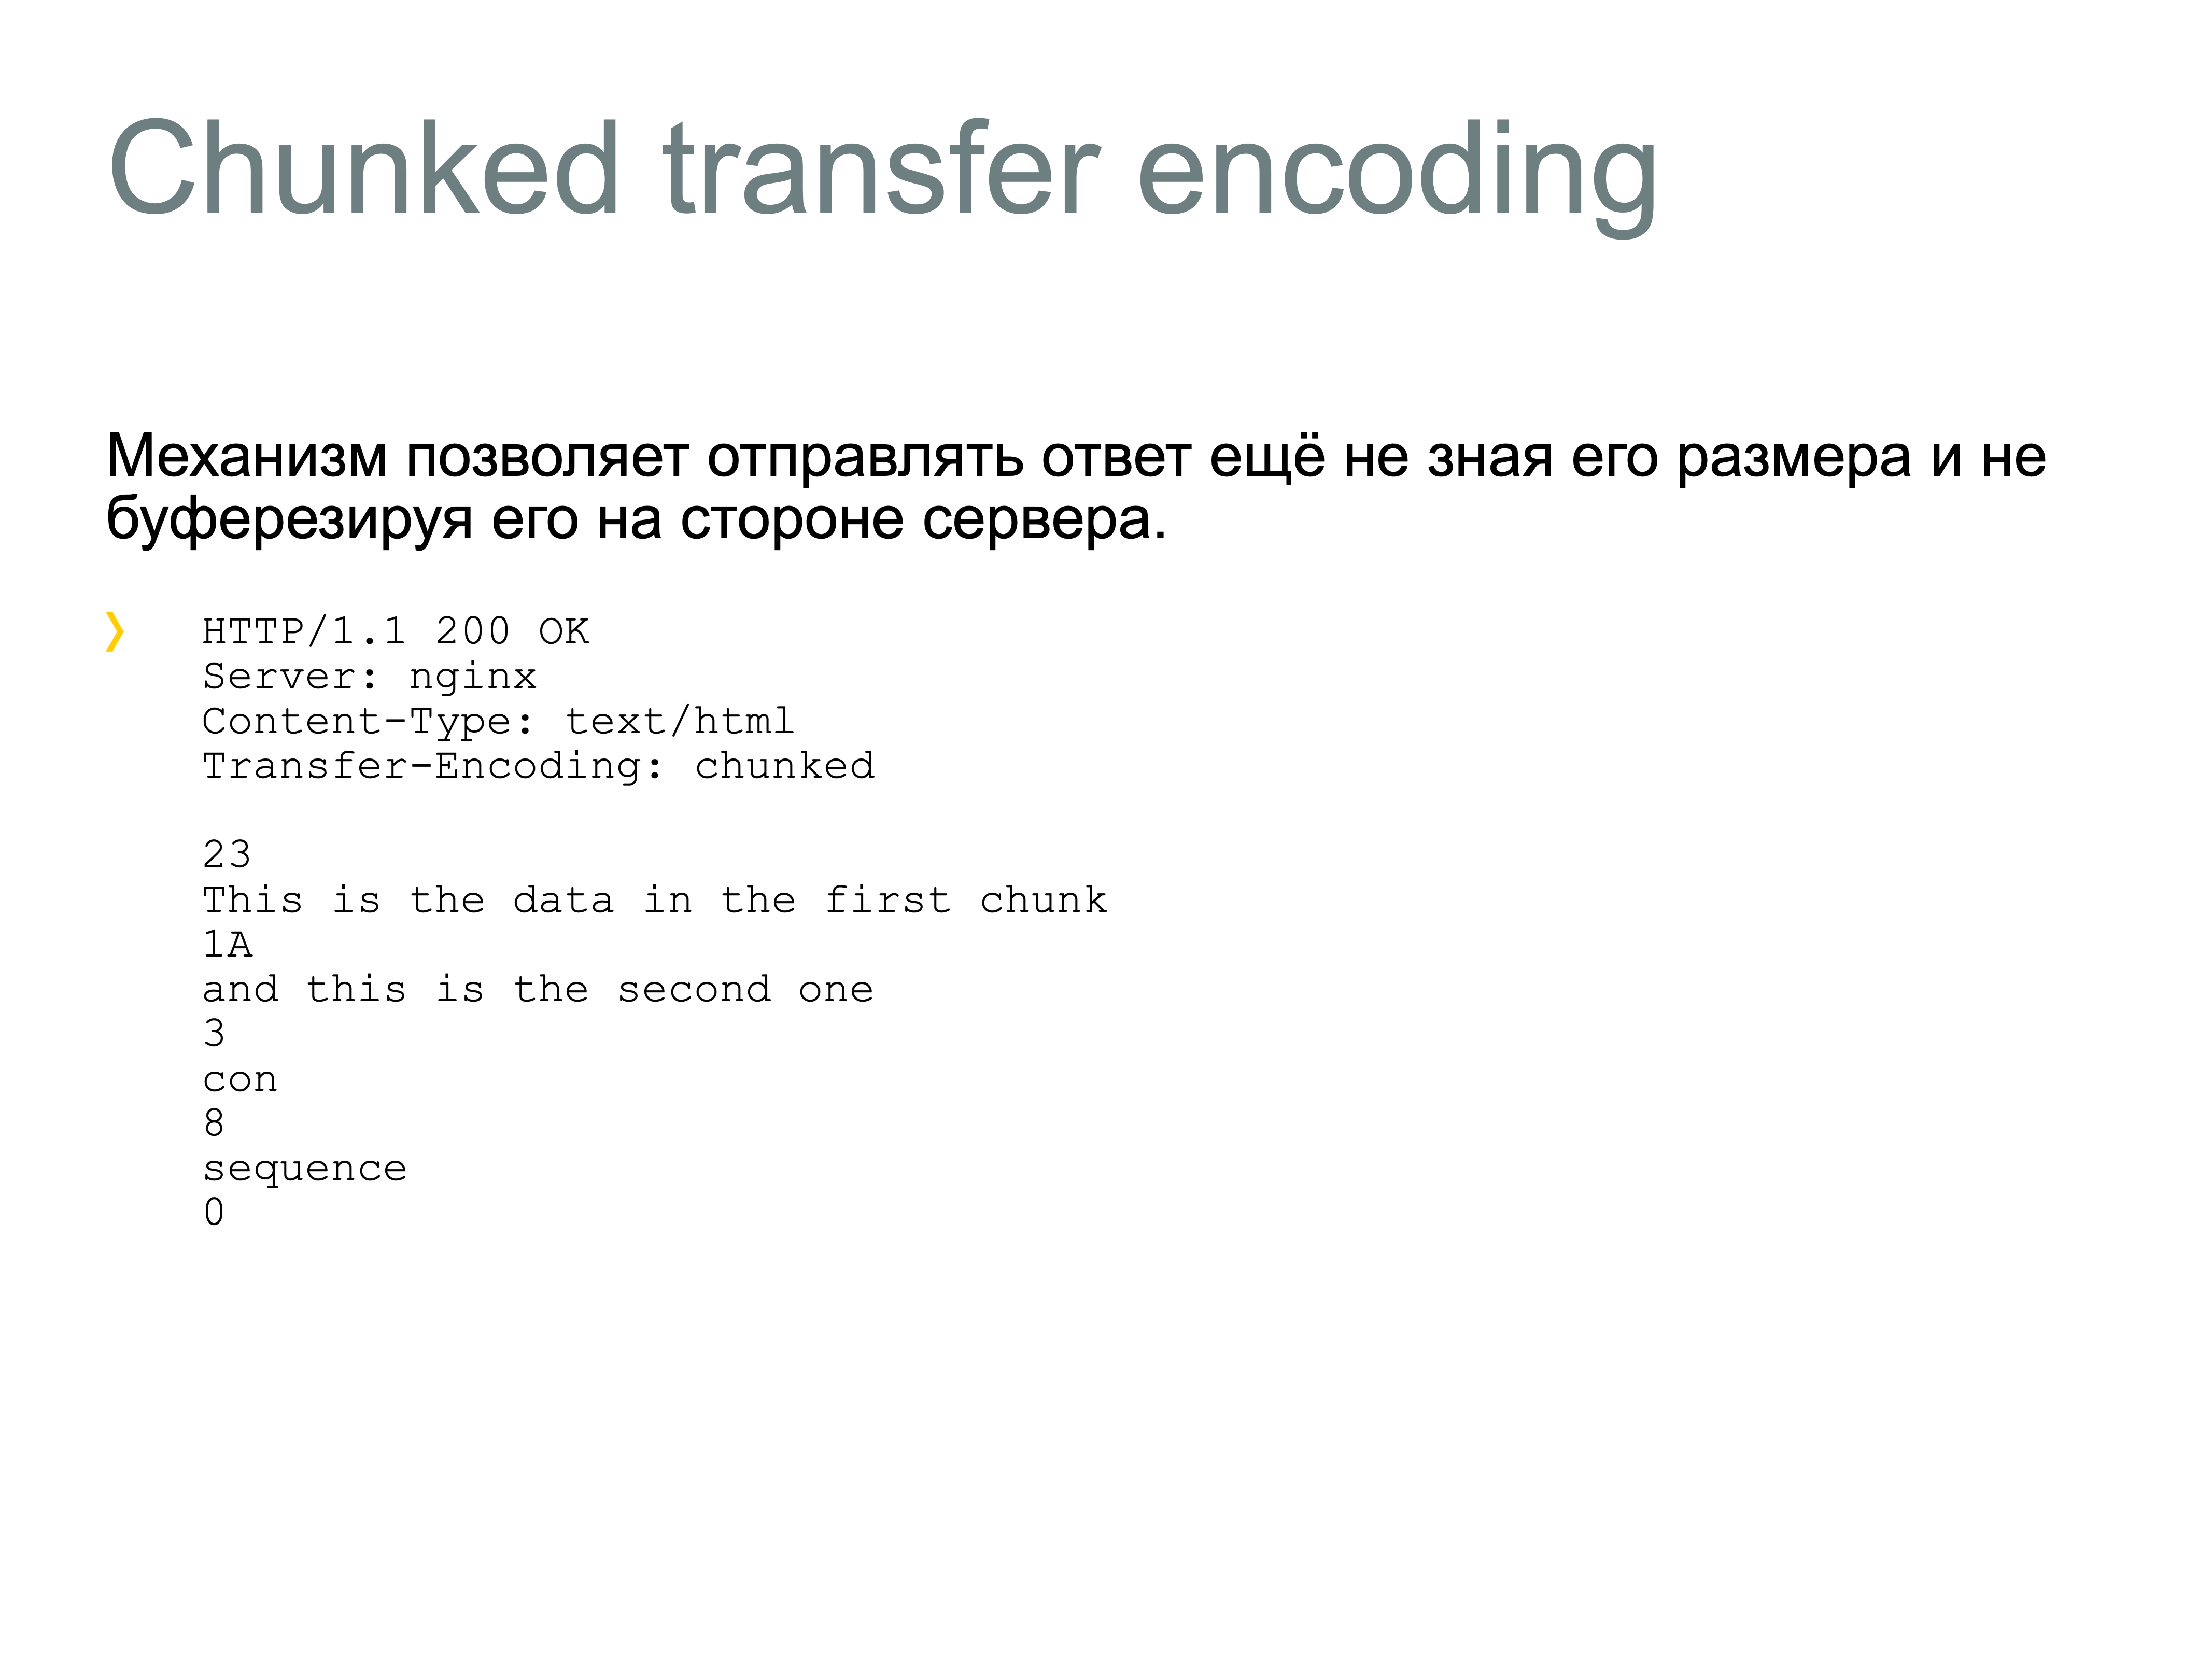 Chunked transfer encoding
Механизм позволяет отправлять ответ ещё не зная его размера и не
буферезируя его на стороне сервера.
❯ HTTP/1.1 200 OK
Server: nginx
Content-Type: text/html
Transfer-Encoding: chunked
23
This is the data in the first chunk
1A
and this is the second one
3
con
8
sequence
0